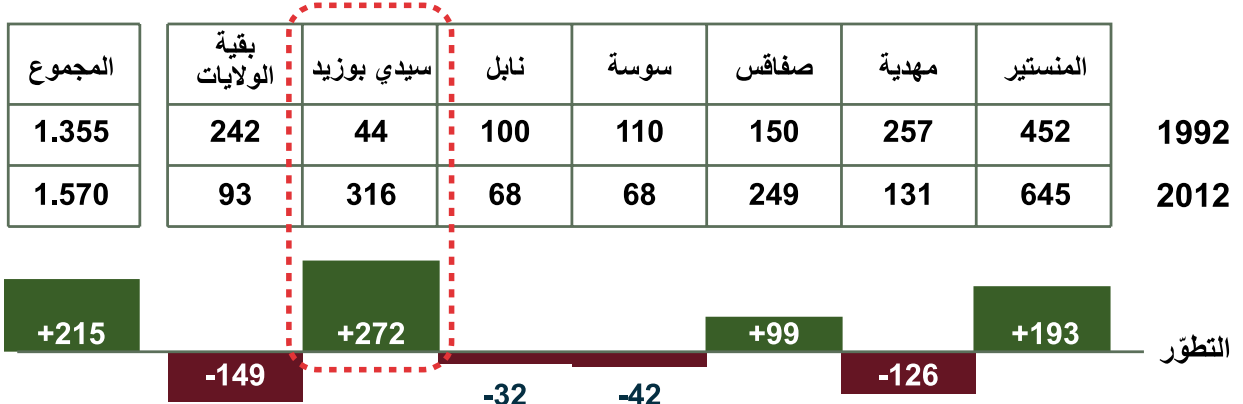 المنستير مهدية صفاقس سوسة نابل سيدي بوزيد بقية الولايات المجموع
1992 452 257 150 110 100 44 242 1.355
2012 645 131 249 68 68 316 93 1.570
التطوّر +193 -126 +99 -42 -32 +272 -149 +215